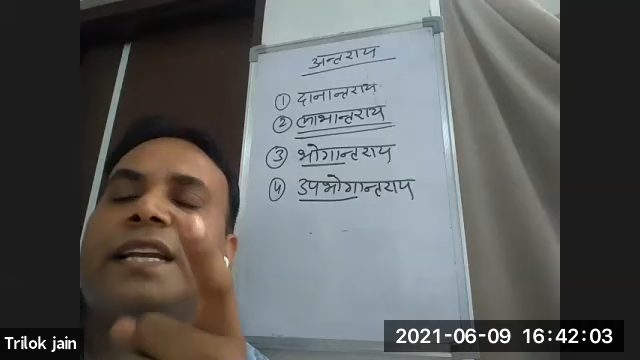 अन्तराय
① दानान्तराय
② लाभान्तराय
③ भोगान्तराय
④ उपभोगान्तराय
Trilok jain
2021-06-09 16:42:03